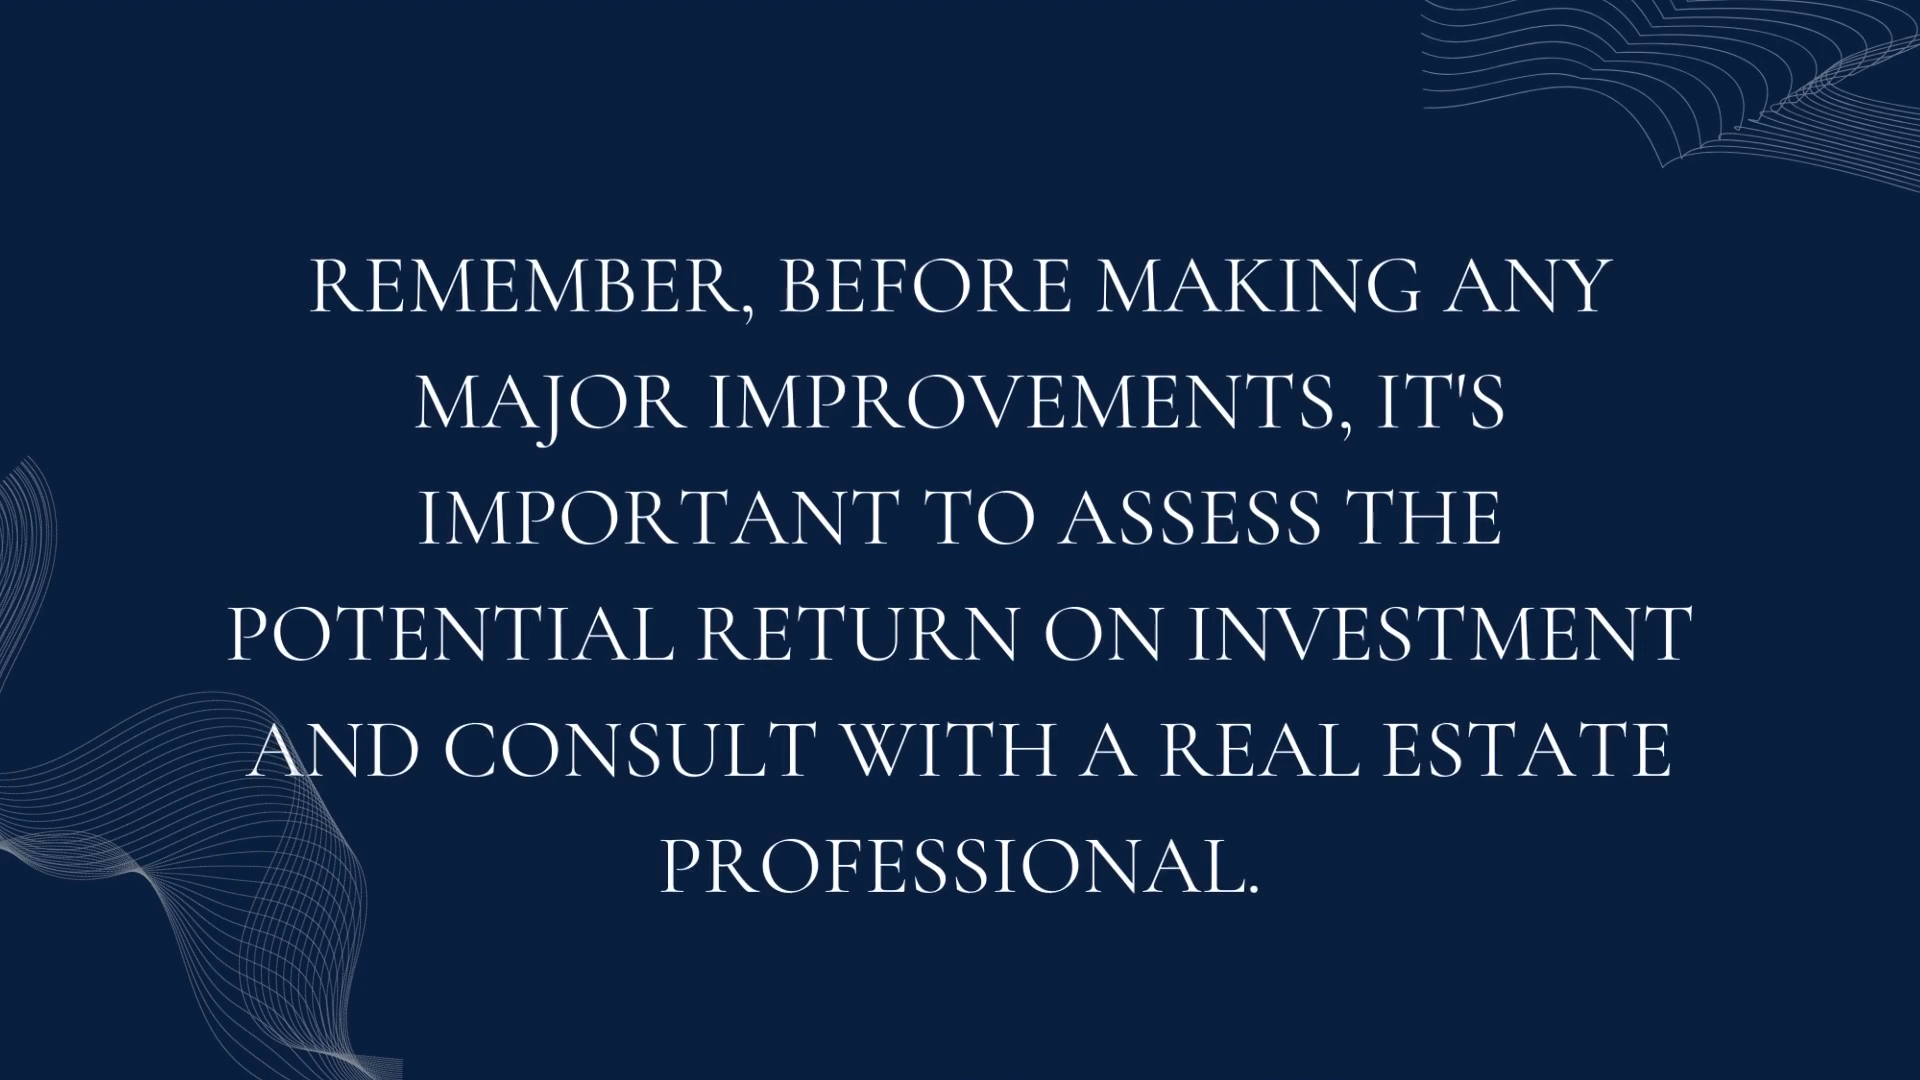 REMEMBER, BEFORE MAKING ANY
MAJOR IMPROVEMENTS, IT'S
IMPORTANT TO ASSESS THE
POTENTIAL RETURN ON INVESTMENT
AND CONSULT WITH A REAL ESTATE
PROFESSIONAL.